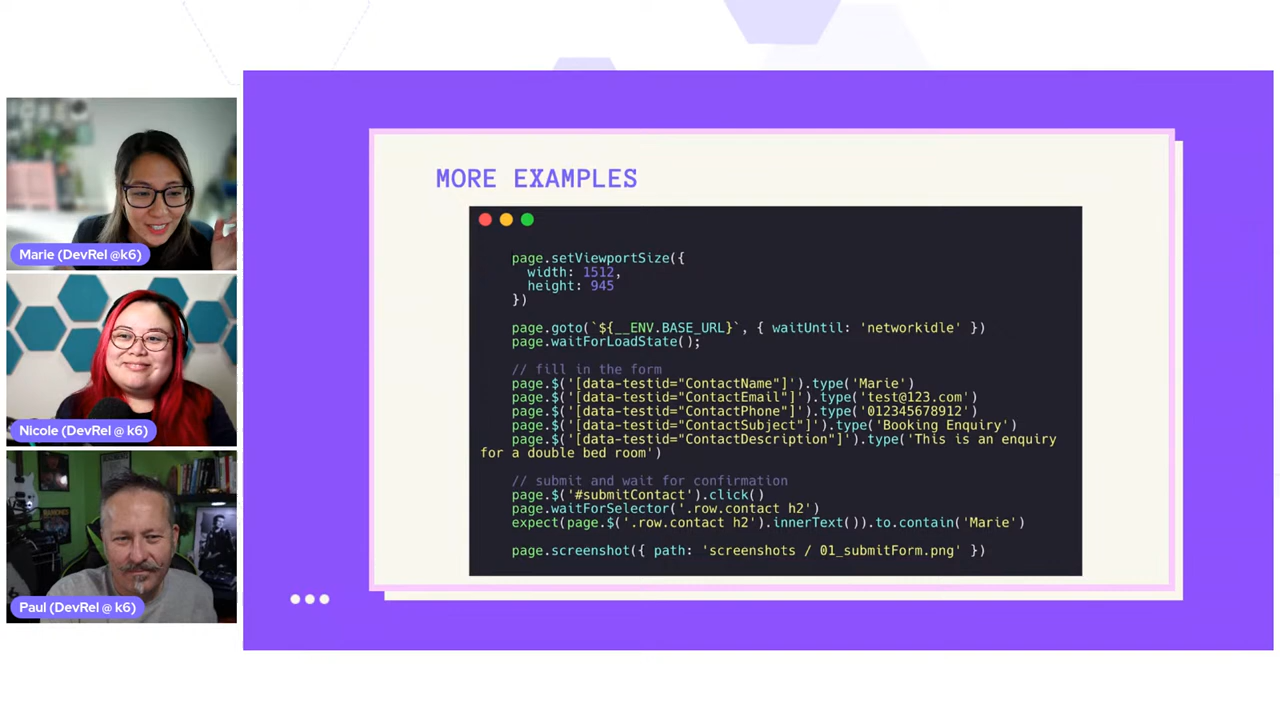 Marie (DevRel @k6)
Nicole (DevRel @ k6)
Paul (DevRel @ k6)
MORE EXAMPLES
page.setViewportSize({
width: 1512,
height: 945
})
page.goto(`${__ENV.BASE_URL}`, { waitUntil: 'networkidle' })
page.waitForLoadState();
// fill in the form
page.$('[data-testid="ContactName"]').type('Marie')
page.$('[data-testid="ContactEmail"]').type('test@123.com')
page.$('[data-testid="ContactPhone"]').type('012345678912')
page.$('[data-testid="ContactSubject"]').type('Booking Enquiry')
page.$('[data-testid="ContactDescription"]').type('This is an enquiry
for a double bed room')
// submit and wait for confirmation
page.$('#submitContact').click()
page.waitForSelector('.row.contact h2')
expect(page.$('.row.contact h2').innerText()).to.contain('Marie')
page.screenshot({ path: 'screenshots / 01_submitForm.png' })